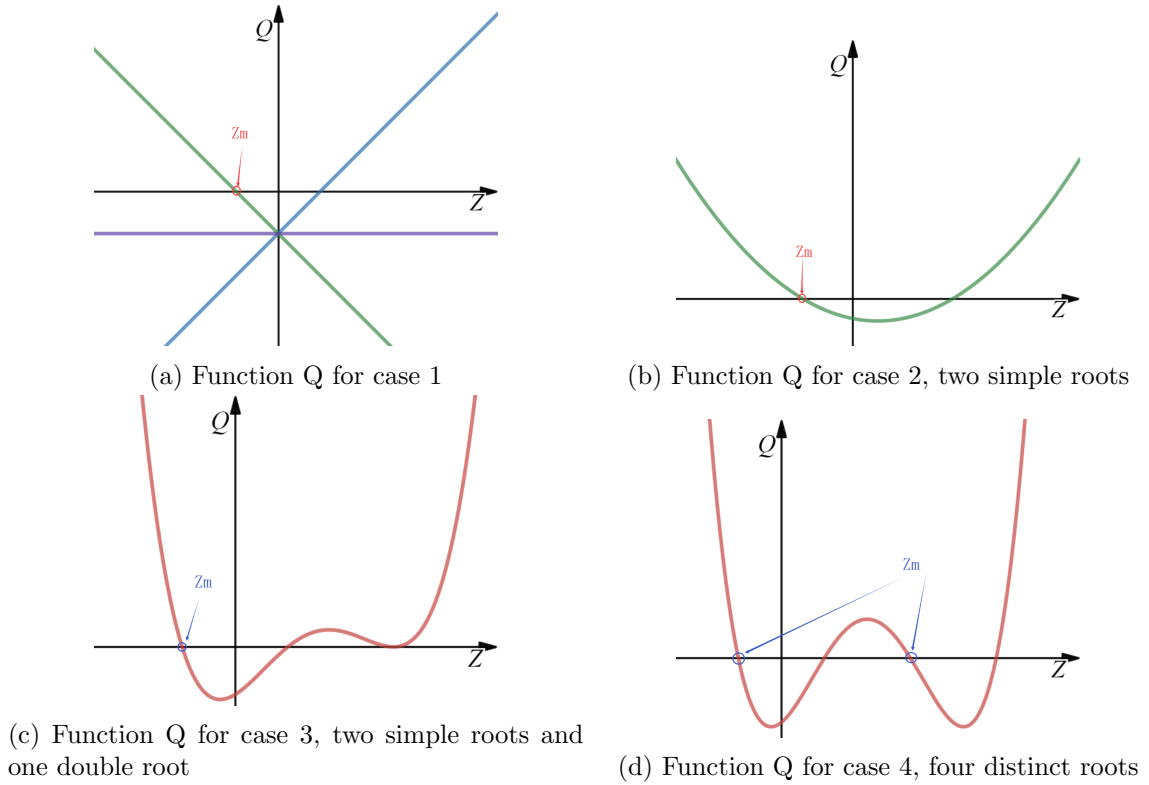 Q
Zm
Z
(a) Function Q for case 1
Q
Zm
Z
(b) Function Q for case 2, two simple roots
Q
Zm
Z
(c) Function Q for case 3, two simple roots and
one double root
Q
Zm
Z
(d) Function Q for case 4, four distinct roots